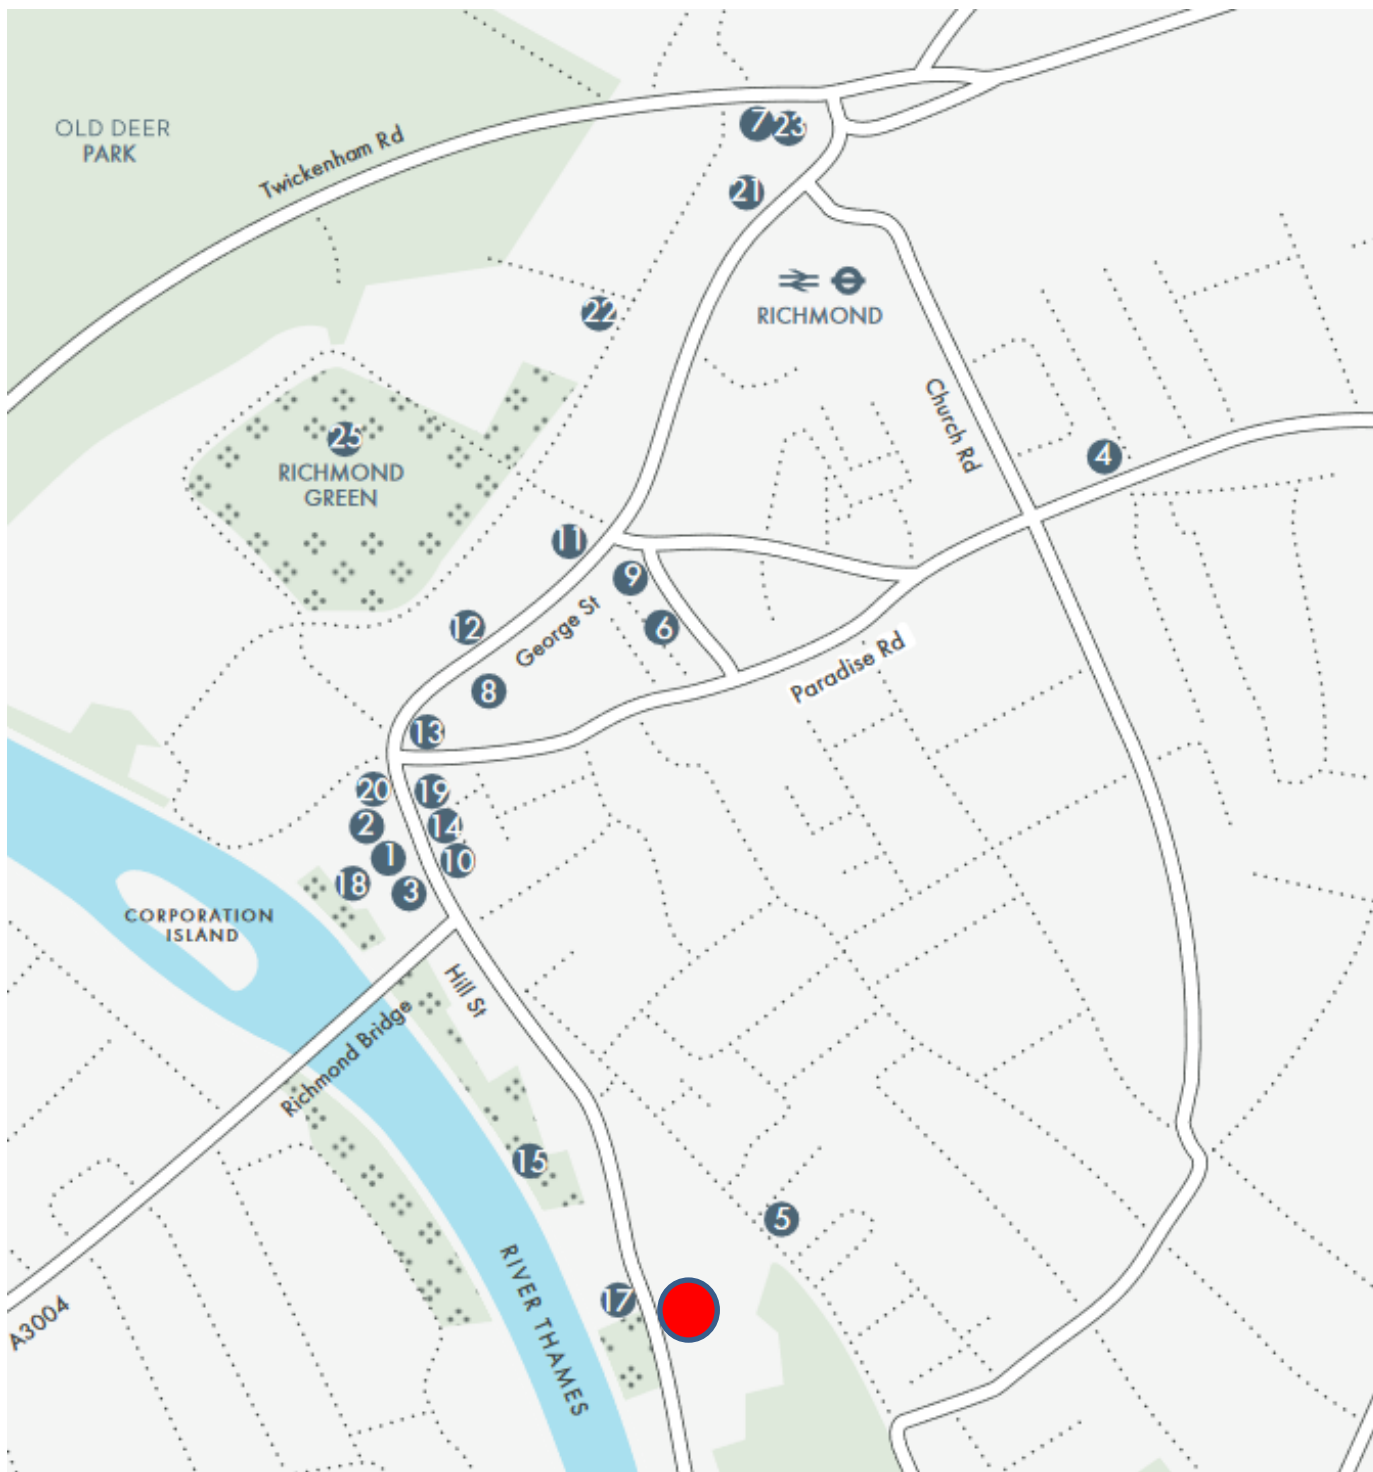 OLD DEER
PARK
Twickenham Rd
7
23
21
RICHMOND
22
Church Rd
25
RICHMOND
GREEN
4
11
9
George St
12
6
Paradise Rd
8
13
20
19
2
14
1
10
18
3
CORPORATION
ISLAND
Hill St
Richmond Bridge
15
5
RIVER THAMES
17
A3004